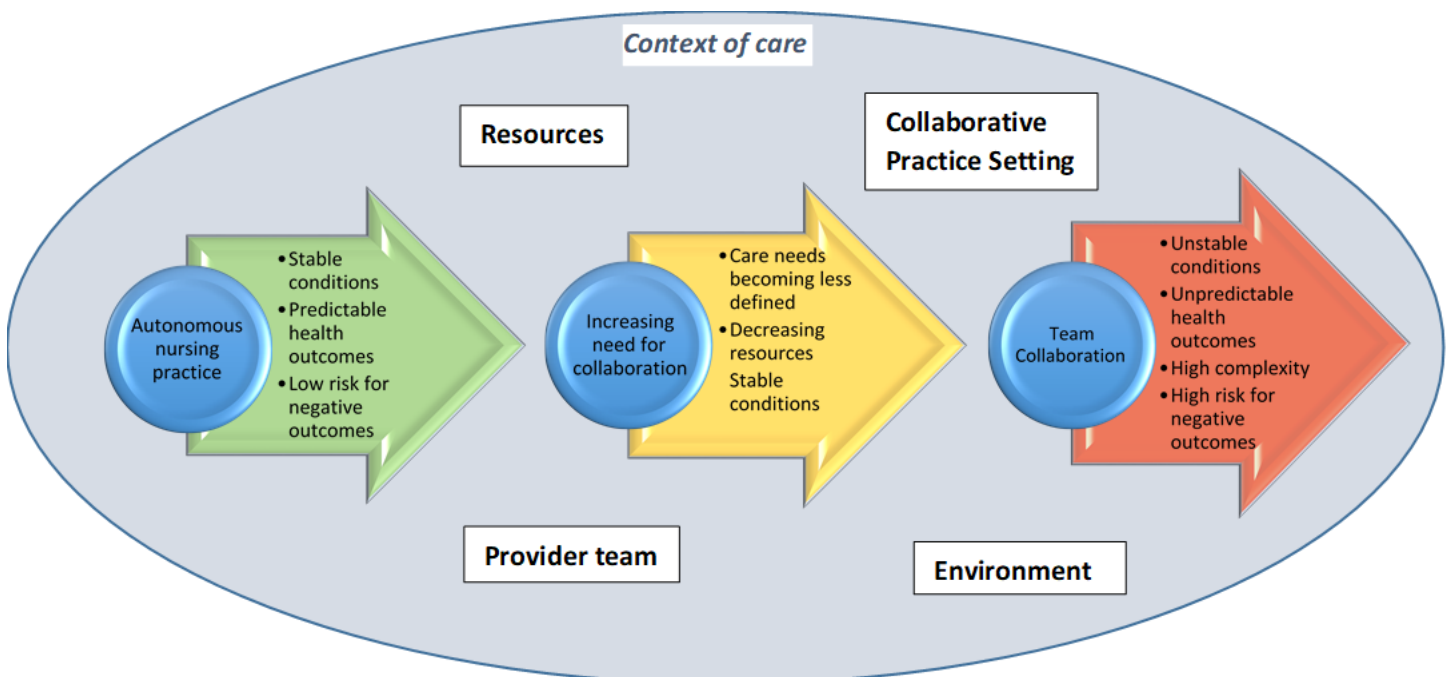 Context of care
Resources
Collaborative
Practice Setting
Autonomous
nursing
practice
•Stable
conditions
•Predictable
health
outcomes
•Low risk for
negative
outcomes
Increasing
need for
collaboration
•Care needs
becoming less
defined
•Decreasing
resources
Stable
conditions
Team
Collaboration
•Unstable
conditions
•Unpredictable
health
outcomes
•High complexity
•High risk for
negative
outcomes
Provider team
Environment